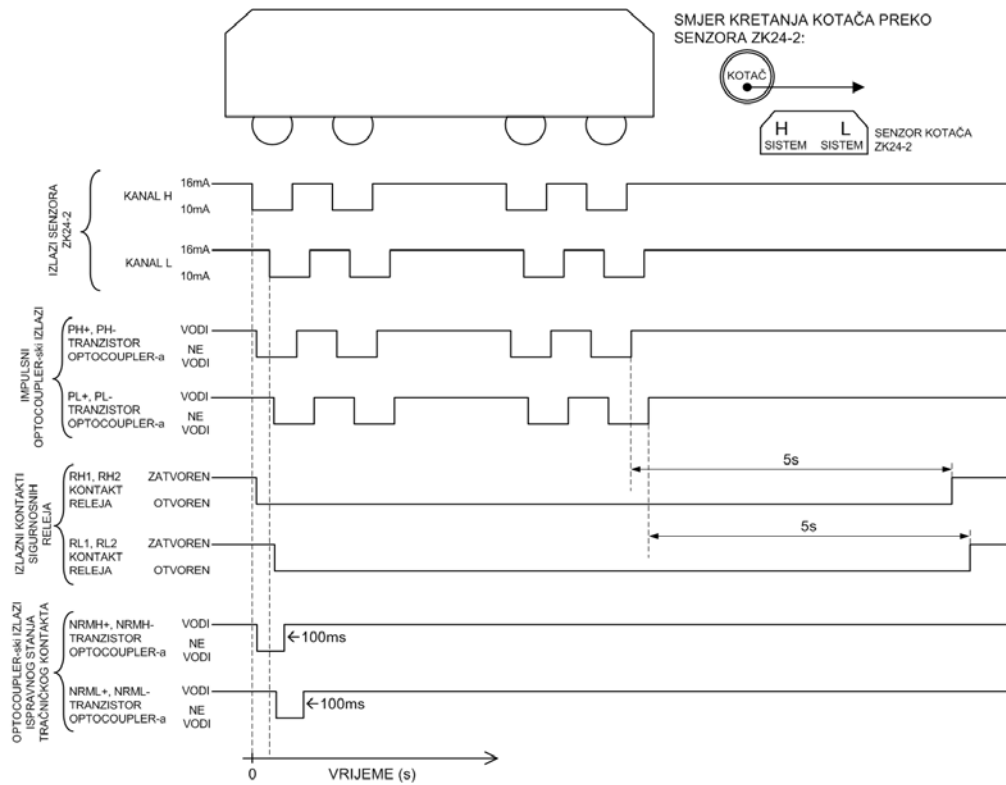 SMJER KRETANJA KOTAČA PREKO
SENZORA ZK24-2:
KOTAČ
H L
SISTEM SISTEM
SENZOR KOTAČA
ZK24-2
IZLAZI SENZORA
ZK24-2
KANAL H
16mA
10mA
KANAL L
16mA
10mA
IMPULSNI
OPTOCOUPLER-ski IZLAZI
PH+, PH-
TRANZISTOR
OPTOCOUPLER-a
VODI
NE
VODI
PL+, PL-
TRANZISTOR
OPTOCOUPLER-a
VODI
NE
VODI
IZLAZNI KONTAKTI
SIGURNOSNIH
RELEJA
RH1, RH2
KONTAKT
RELEJA
ZATVOREN
OTVOREN
5s
RL1, RL2
KONTAKT
RELEJA
ZATVOREN
OTVOREN
5s
OPTOCOUPLER-ski IZLAZI
ISPRAVNOG STANJA
TRAČNIČKOG KONTAKTA
NRMH+, NRMH-
TRANZISTOR
OPTOCOUPLER-a
VODI
NE
VODI
←100ms
NRML+, NRML-
TRANZISTOR
OPTOCOUPLER-a
VODI
NE
VODI
←100ms
0 VRIJEME (s)